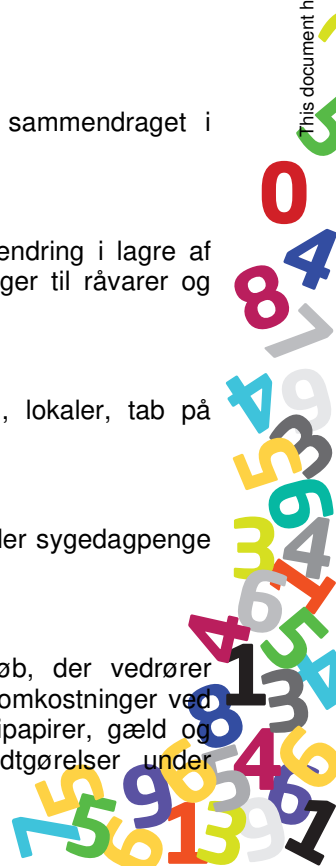 This document h
sammendraget i
endring i lagre af
ger til råvarer og
, lokaler, tab på
ler sygedagpenge
øb, der vedrører
omkostninger ved
ipapirer, gæld og
dtgørelser under